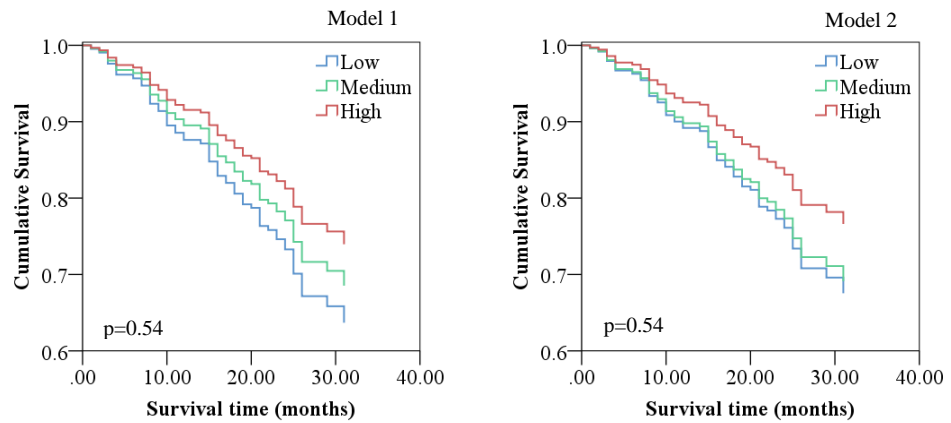 Model 1
Cumulative Survival
1.0
0.9
0.8
0.7
0.6
Low
Medium
High
p=0.54
.00
10.00
20.00
30.00
40.00
Survival time (months)
Model 2
Cumulative Survival
1.0
0.9
0.8
0.7
0.6
Low
Medium
High
p=0.54
.00
10.00
20.00
30.00
40.00
Survival time (months)